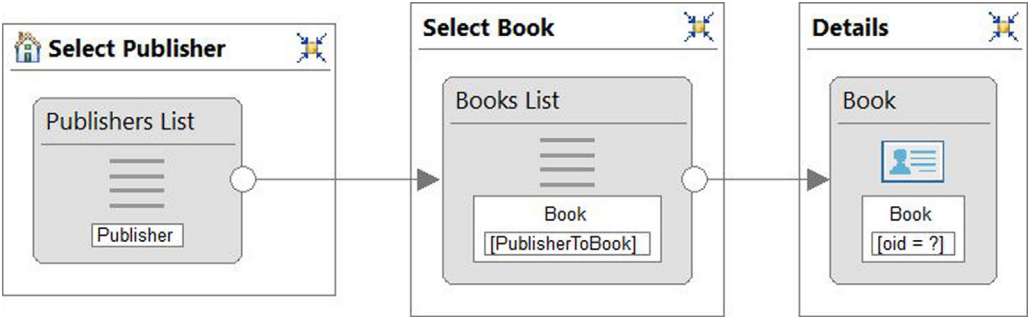 Select Publisher
Publishers List
Publisher
Select Book
Books List
Book
[PublisherToBook]
Details
Book
Book
[oid = ?]